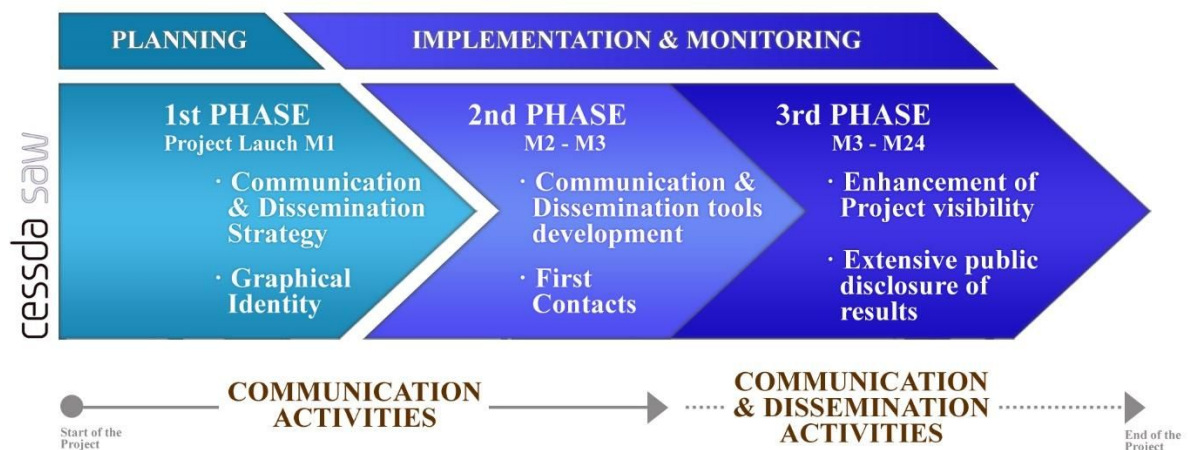 PLANNING
IMPLEMENTATION & MONITORING
cessda saw
1st PHASE
Project Lauch M1
· Communication
& Dissemination
Strategy
· Graphical
Identity
2nd PHASE
M2 - M3
· Communication &
Dissemination tools
development
· First
Contacts
3rd PHASE
M3 - M24
· Enhancement of
Project visibility
· Extensive public
disclosure of
results
COMMUNICATION
ACTIVITIES
COMMUNICATION
& DISSEMINATION
ACTIVITIES
Start of the
Project
End of the
Project